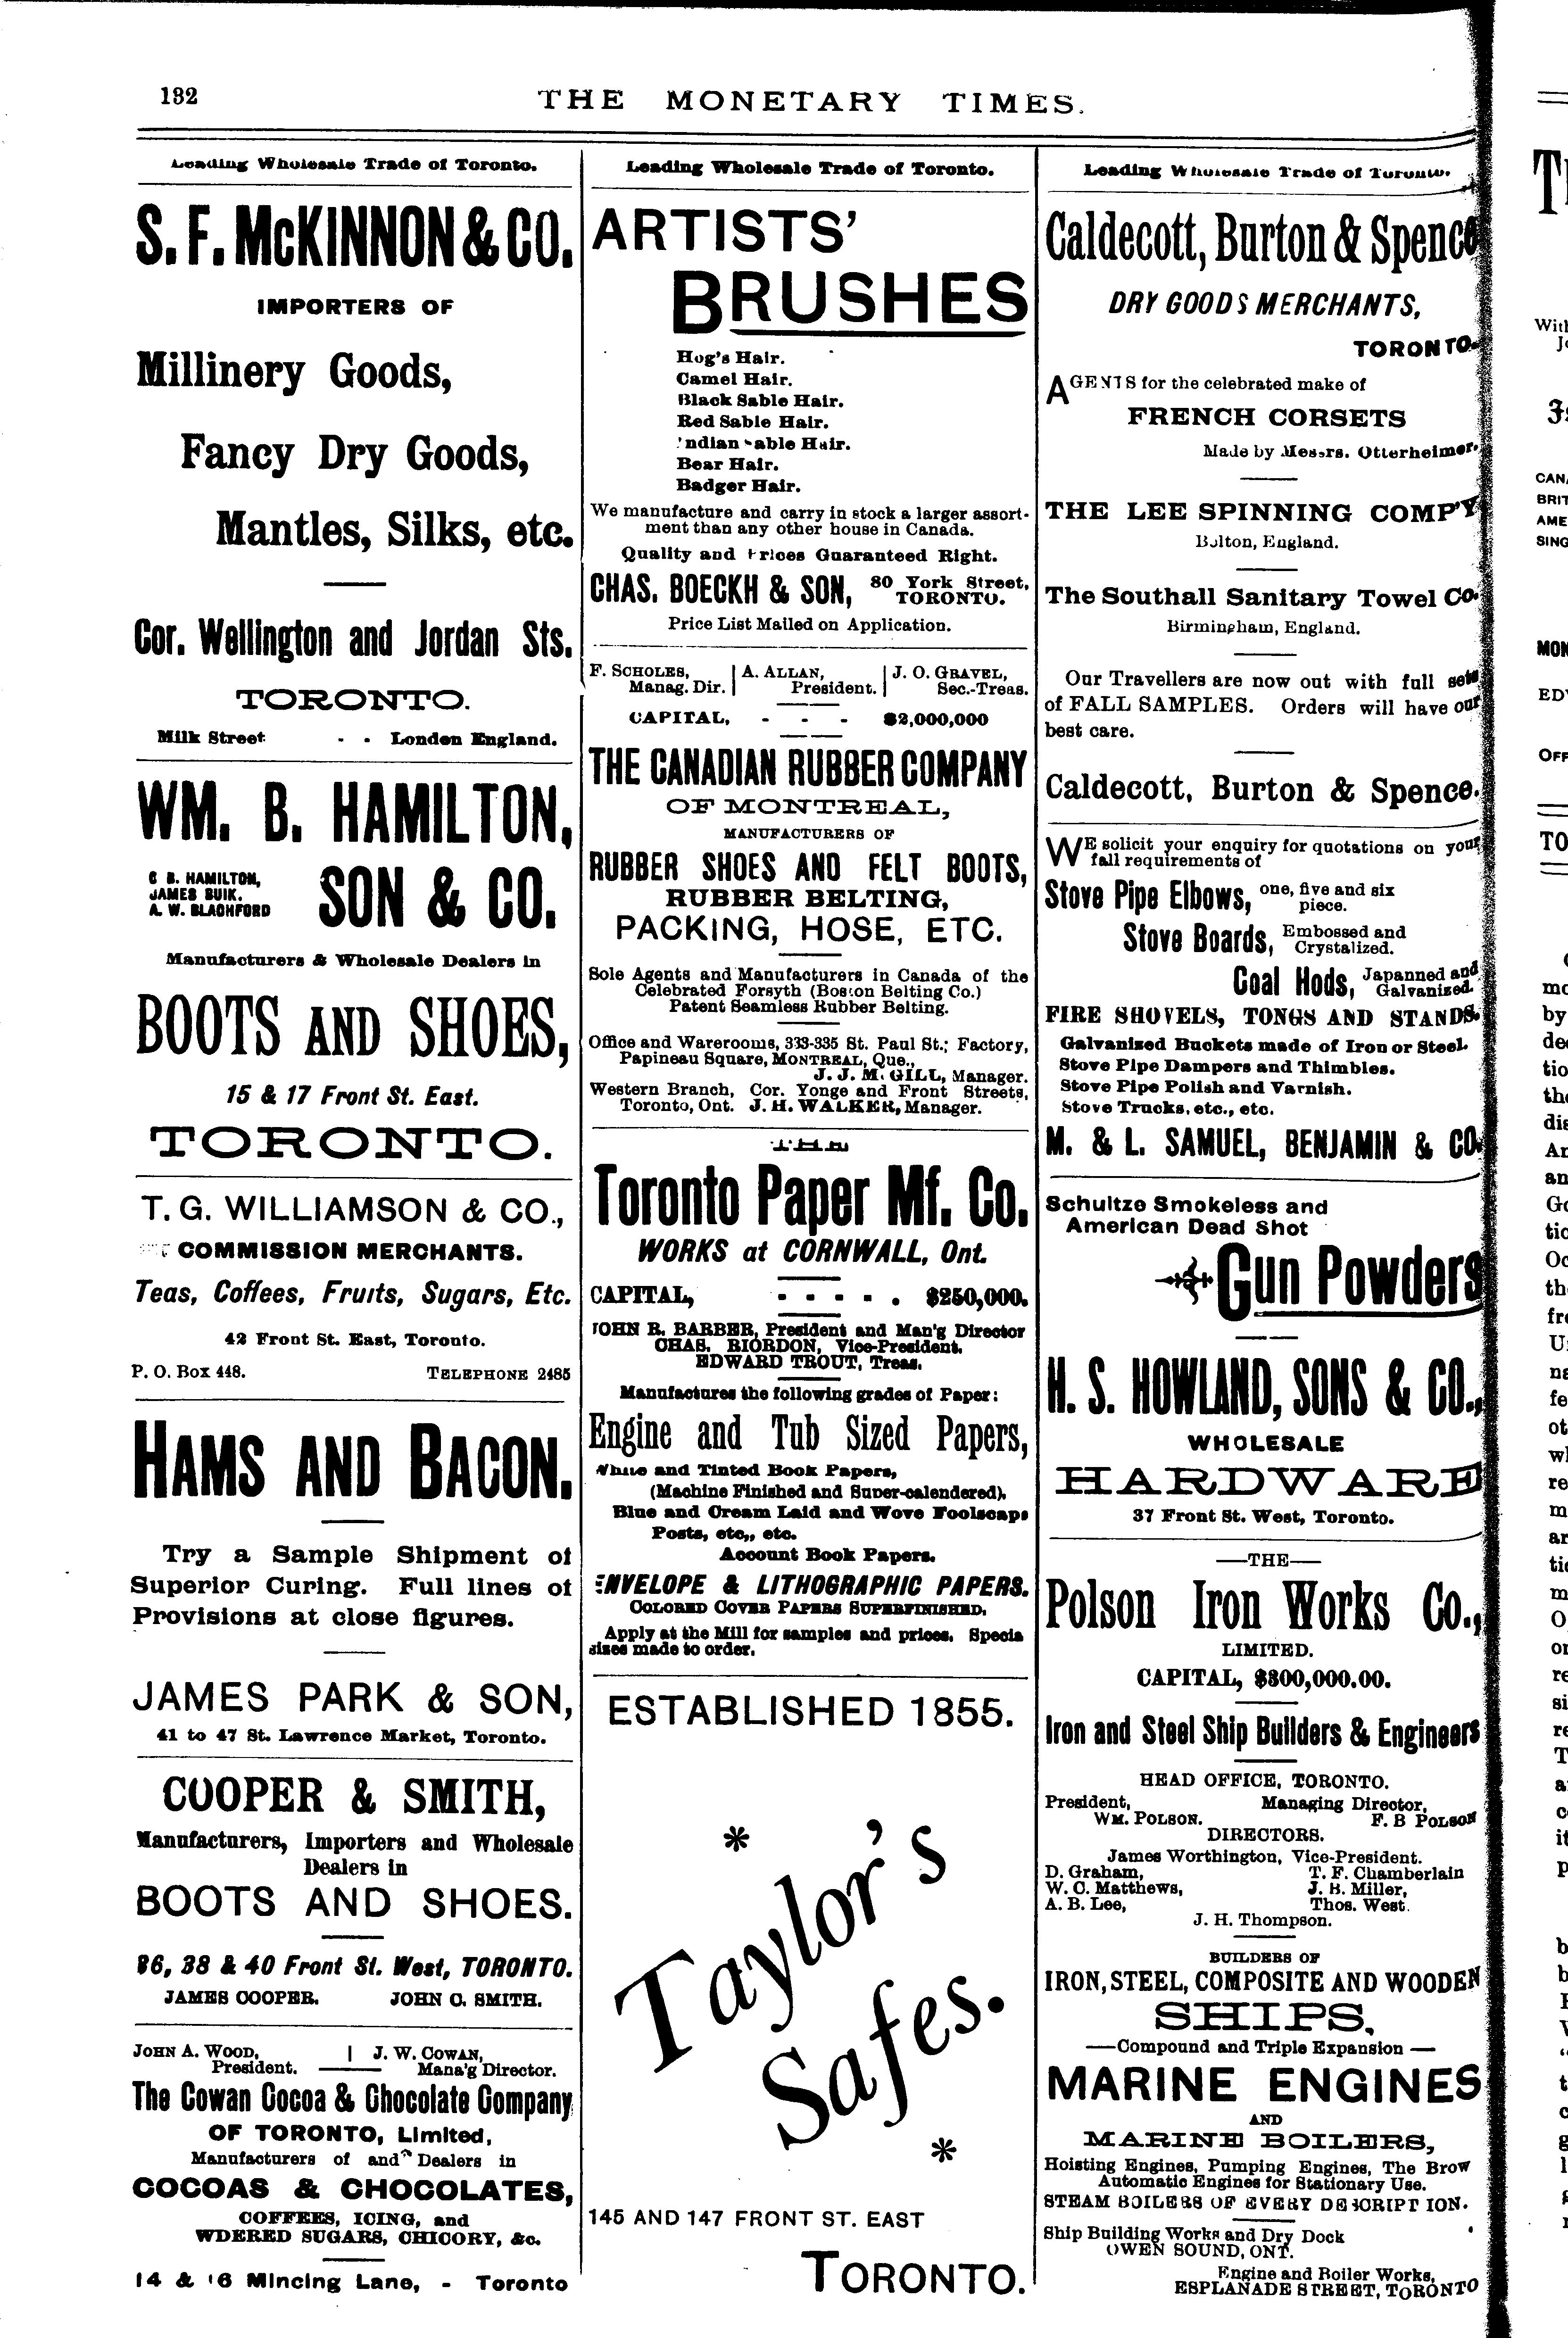 182
THE MONETARY TIMES.
Leading Wholesale Trade of Toronto.
S. F. McKINNON & CO.
IMPORTERS OF
Millinery Goods,
Fancy Dry Goods,
Mantles, Silks, etc.
Cor. Wellington and Jordan Sts.
TORONTO.
Milk Street - - London England.
WM. B. HAMILTON,
C B. HAMILTON,
JAMES BUIK.
A. W. BLACHFORD
SON & CO.
Manufacturers & Wholesale Dealers in
BOOTS AND SHOES,
15 & 17 Front St. East.
TORONTO.
T. G. WILLIAMSON & CO.,
COMMISSION MERCHANTS.
Teas, Coffees, Fruits, Sugars, Etc.
42 Front St. East, Toronto.
P. O. Box 448. TELEPHONE 2485
HAMS AND BACON.
Try a Sample Shipment of
Superior Curing. Full lines of
Provisions at close figures.
JAMES PARK & SON,
41 to 47 St. Lawrence Market, Toronto.
COOPER & SMITH,
Manufacturers, Importers and Wholesale
Dealers in
BOOTS AND SHOES.
36, 38 & 40 Front St. West, TORONTO.
JAMES COOPER. JOHN C. SMITH.
JOHN A. WOOD, | J. W. COWAN,
President. Mana'g Director.
The Cowan Cocoa & Chocolate Company
OF TORONTO, Limited,
Manufacturers of and Dealers in
COCOAS & CHOCOLATES,
COFFEES, ICING, and
WDERED SUGARS, CHICORY, &c.
14 & 16 Mincing Lane, - Toronto
Leading Wholesale Trade of Toronto.
ARTISTS'
BRUSHES
Hog's Hair.
Camel Hair.
Black Sable Hair.
Red Sable Hair.
Indian Sable Hair.
Bear Hair.
Badger Hair.
We manufacture and carry in stock a larger assort-
ment than any other house in Canada.
Quality and Prices Guaranteed Right.
CHAS. BOECKH & SON, 80 York Street,
TORONTO.
Price List Mailed on Application.
F. SCHOLES, | A. ALLAN, | J. O. GRAVEL,
Manag. Dir. | President. | Sec.-Treas.
CAPITAL, - - - $2,000,000
THE CANADIAN RUBBER COMPANY
OF MONTREAL,
MANUFACTURERS OF
RUBBER SHOES AND FELT BOOTS,
RUBBER BELTING,
PACKING, HOSE, ETC.
Sole Agents and Manufacturers in Canada of the
Celebrated Forsyth (Boston Belting Co.)
Patent Seamless Rubber Belting.
Office and Warerooms, 333-335 St. Paul St.; Factory,
Papineau Square, MONTREAL, Que.,
J. J. M. GILL, Manager.
Western Branch, Cor. Yonge and Front Streets,
Toronto, Ont. J. H. WALKER, Manager.
THE
Toronto Paper Mf. Co.
WORKS at CORNWALL, Ont.
CAPITAL, - - - - - $250,000.
JOHN R. BARBER, President and Man'g Director
CHAS. RIORDON, Vice-President.
EDWARD TROUT, Treas.
Manufactures the following grades of Paper:
Engine and Tub Sized Papers,
White and Tinted Book Papers,
(Machine Finished and Super-calendered),
Blue and Cream Laid and Wove Foolscaps
Posts, etc., etc.
Account Book Papers.
ENVELOPE & LITHOGRAPHIC PAPERS.
COLORED COVER PAPERS SUPERFINISHED.
Apply at the Mill for samples and prices. Specia
sizes made to order.
ESTABLISHED 1855.
*
Taylor's
Safes.
*
145 AND 147 FRONT ST. EAST
TORONTO.
Leading Wholesale Trade of Toronto.
Caldecott, Burton & Spence
DRY GOODS MERCHANTS,
TORONTO.
AGENTS for the celebrated make of
FRENCH CORSETS
Made by Messrs. Otterheimer.
THE LEE SPINNING COMP'Y
Bolton, England.
The Southall Sanitary Towel Co.
Birmingham, England.
Our Travellers are now out with full sets
of FALL SAMPLES. Orders will have our
best care.
Caldecott, Burton & Spence.
WE solicit your enquiry for quotations on your
fall requirements of
Stove Pipe Elbows, one, five and six
piece.
Stove Boards, Embossed and
Crystalized.
Coal Hods, Japanned and
Galvanized.
FIRE SHOVELS, TONGS AND STANDS.
Galvanized Buckets made of Iron or Steel.
Stove Pipe Dampers and Thimbles.
Stove Pipe Polish and Varnish.
Stove Trucks, etc., etc.
M. & L. SAMUEL, BENJAMIN & CO.
Schultze Smokeless and
American Dead Shot
Gun Powders
H. S. HOWLAND, SONS & CO.,
WHOLESALE
HARDWARE
37 Front St. West, Toronto.
—THE—
Polson Iron Works Co.,
LIMITED.
CAPITAL, $300,000.00.
Iron and Steel Ship Builders & Engineers
HEAD OFFICE, TORONTO.
President, Managing Director,
WM. POLSON. F. B POLSON
DIRECTORS.
James Worthington, Vice-President.
D. Graham, T. F. Chamberlain
W. C. Matthews, J. B. Miller,
A. B. Lee, Thos. West.
J. H. Thompson.
BUILDERS OF
IRON, STEEL, COMPOSITE AND WOODEN
SHIPS,
—Compound and Triple Expansion—
MARINE ENGINES
AND
MARINE BOILERS,
Hoisting Engines, Pumping Engines, The Brow
Automatic Engines for Stationary Use.
STEAM BOILERS OF EVERY DESCRIPTION.
Ship Building Works and Dry Dock
OWEN SOUND, ONT.
Engine and Boiler Works,
ESPLANADE STREET, TORONTO